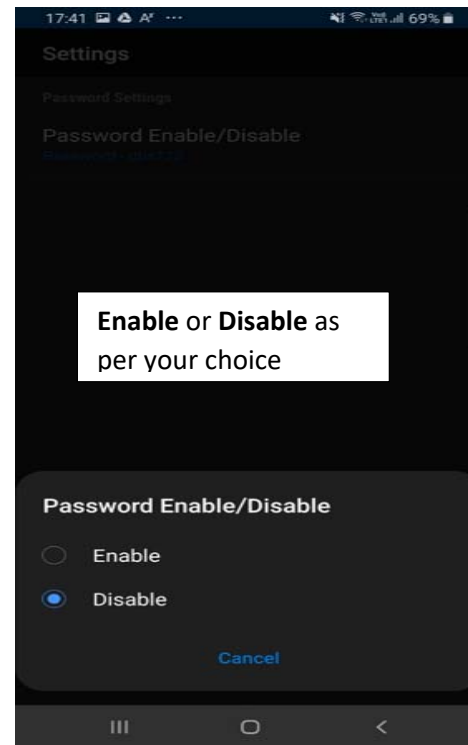 17:41 69%
Settings
Password Settings
Password Enable/Disable
Enable or Disable as
per your choice
Password Enable/Disable
Enable
Disable
Cancel